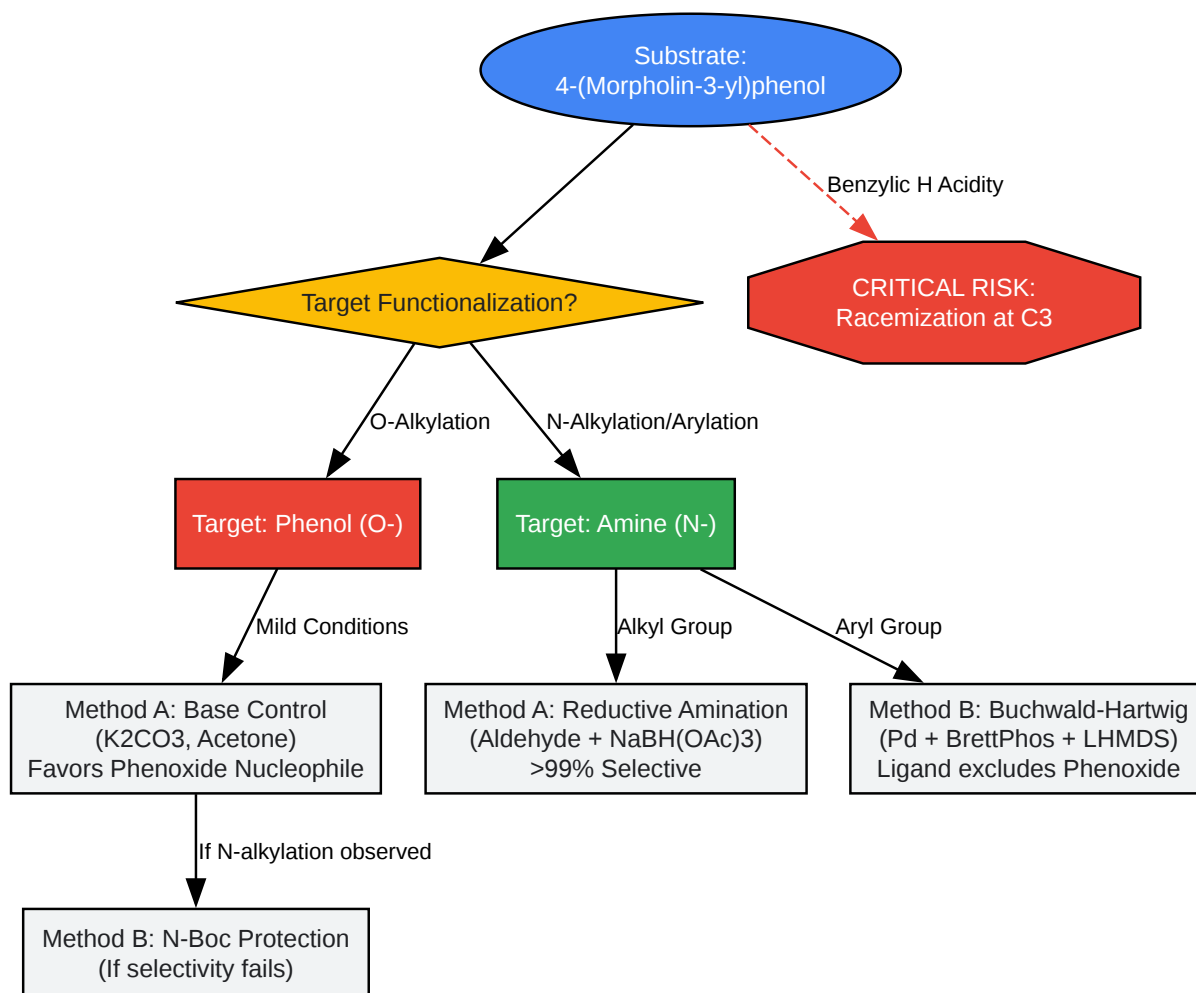 Substrate:
4-(Morpholin-3-yl)phenol
Benzylic H Acidity
Target Functionalization?
CRITICAL RISK:
Racemization at C3
O-Alkylation
N-Alkylation/Arylation
Target: Phenol (O-)
Target: Amine (N-)
Mild Conditions
Alkyl Group
Aryl Group
Method A: Base Control
(K2CO3, Acetone)
Favors Phenoxide Nucleophile
Method A: Reductive Amination
(Aldehyde + NaBH(OAc)3)
>99% Selective
Method B: Buchwald-Hartwig
(Pd + BrettPhos + LHMDS)
Ligand excludes Phenoxide
If N-alkylation observed
Method B: N-Boc Protection
(If selectivity fails)